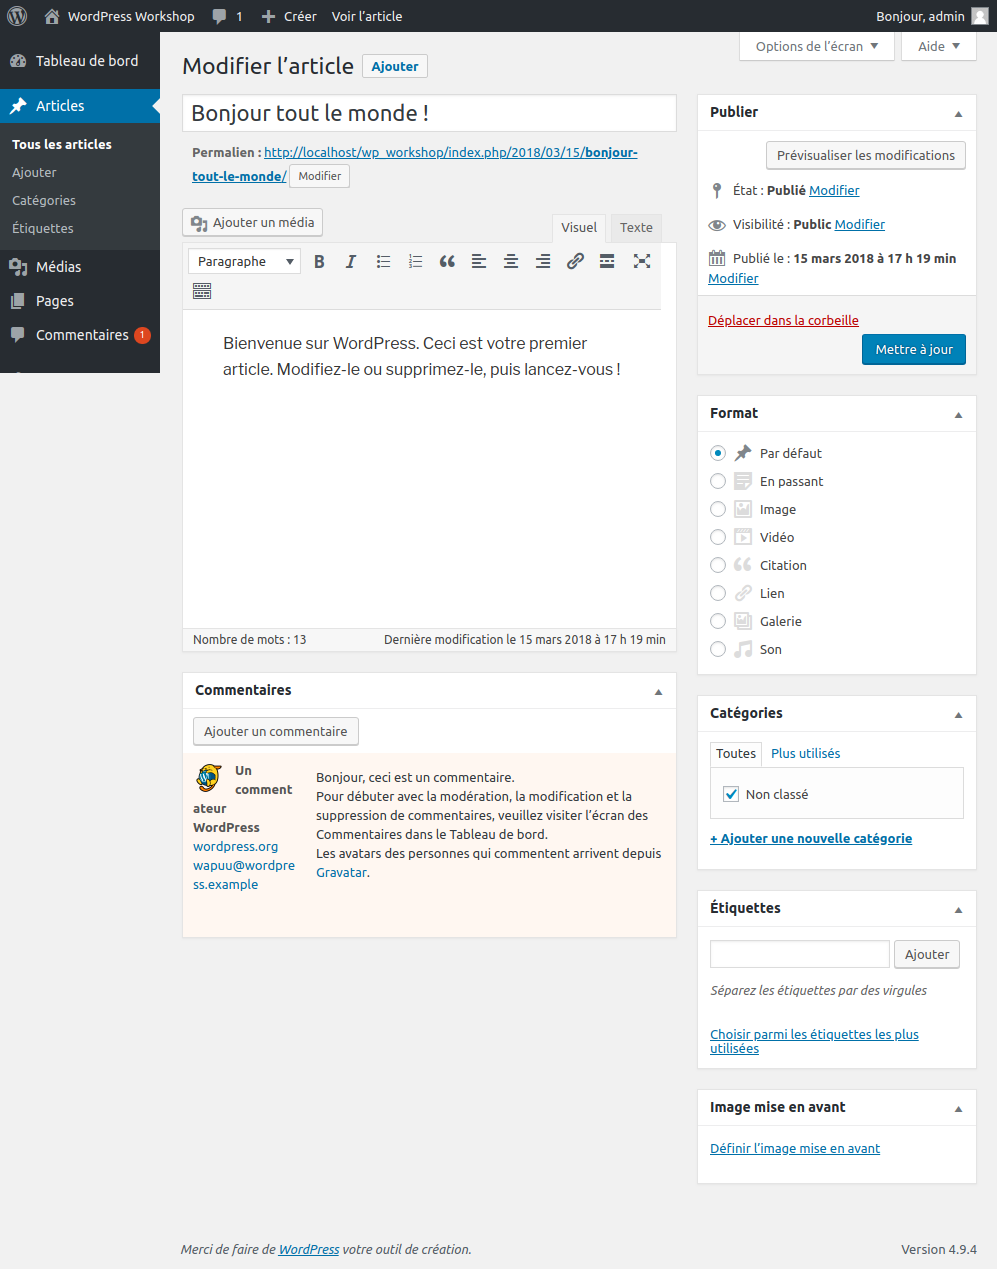 WordPress Workshop 1 Créer Voir l’article Bonjour, admin
Options de l’écran Aide
Tableau de bord
Articles
Tous les articles
Ajouter
Catégories
Étiquettes
Médias
Pages
Commentaires 1
Modifier l’article Ajouter
Bonjour tout le monde !
Permalien : http://localhost/wp_workshop/index.php/2018/03/15/bonjour-
tout-le-monde/ Modifier
Ajouter un média
Visuel Texte
Paragraphe
Bienvenue sur WordPress. Ceci est votre premier
article. Modifiez-le ou supprimez-le, puis lancez-vous !
Nombre de mots : 13 Dernière modification le 15 mars 2018 à 17 h 19 min
Commentaires
Ajouter un commentaire
Un
comment
ateur
WordPress
wordpress.org
wapuu@wordpre
ss.example
Bonjour, ceci est un commentaire.
Pour débuter avec la modération, la modification et la
suppression de commentaires, veuillez visiter l’écran des
Commentaires dans le Tableau de bord.
Les avatars des personnes qui commentent arrivent depuis
Gravatar.
Publier
Prévisualiser les modifications
État : Publié Modifier
Visibilité : Public Modifier
Publié le : 15 mars 2018 à 17 h 19 min
Modifier
Déplacer dans la corbeille
Mettre à jour
Format
Par défaut
En passant
Image
Vidéo
Citation
Lien
Galerie
Son
Catégories
Toutes Plus utilisés
Non classé
+ Ajouter une nouvelle catégorie
Étiquettes
Ajouter
Séparez les étiquettes par des virgules
Choisir parmi les étiquettes les plus
utilisées
Image mise en avant
Définir l’image mise en avant
Merci de faire de WordPress votre outil de création. Version 4.9.4